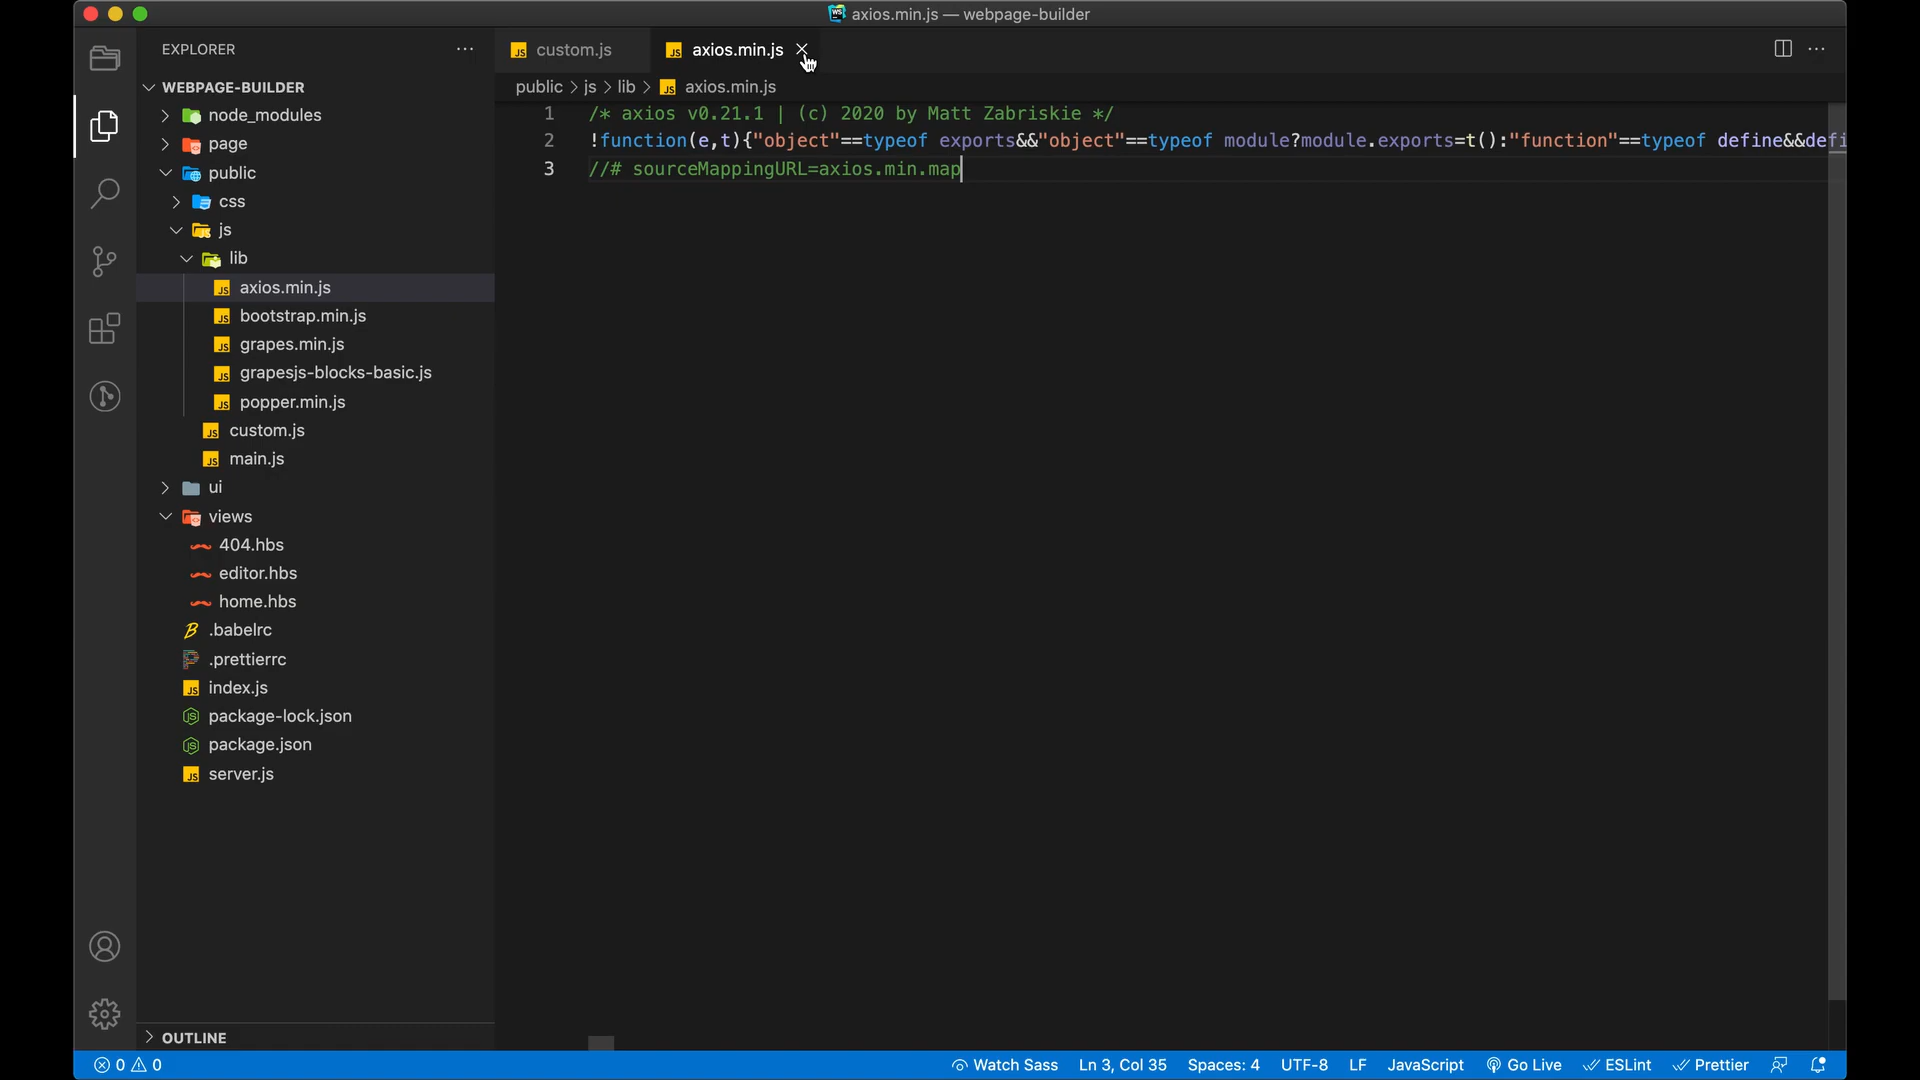 axios.min.js — webpage-builder
EXPLORER
WEBPAGE-BUILDER
node_modules
page
public
css
js
lib
axios.min.js
bootstrap.min.js
grapes.min.js
grapesjs-blocks-basic.js
popper.min.js
custom.js
main.js
ui
views
404.hbs
editor.hbs
home.hbs
.babelrc
.prettierrc
index.js
package-lock.json
package.json
server.js
OUTLINE
custom.js
axios.min.js
public > js > lib > axios.min.js
1 /* axios v0.21.1 | (c) 2020 by Matt Zabriskie */
2 !function(e,t){"object"==typeof exports&&"object"==typeof module?module.exports=t():"function"==typeof define&&defi
3 //# sourceMappingURL=axios.min.map
0 0 Watch Sass Ln 3, Col 35 Spaces: 4 UTF-8 LF JavaScript Go Live ESLint Prettier